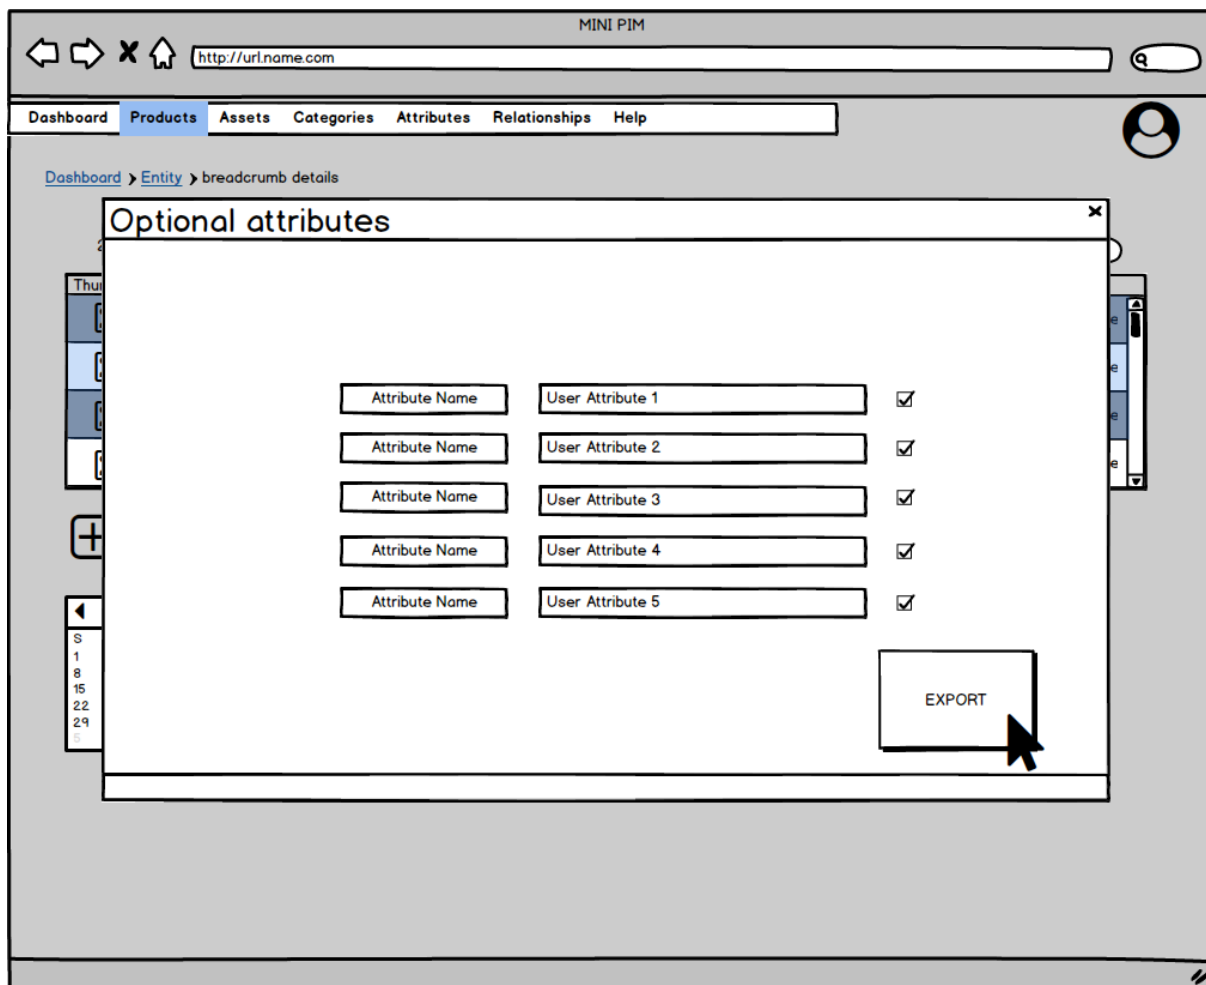 MINI PIM
http://url.name.com
Dashboard Products Assets Categories Attributes Relationships Help
Dashboard > Entity > breadcrumb details
Optional attributes
Attribute Name User Attribute 1
Attribute Name User Attribute 2
Attribute Name User Attribute 3
Attribute Name User Attribute 4
Attribute Name User Attribute 5
EXPORT
S
1
8
15
22
29
5